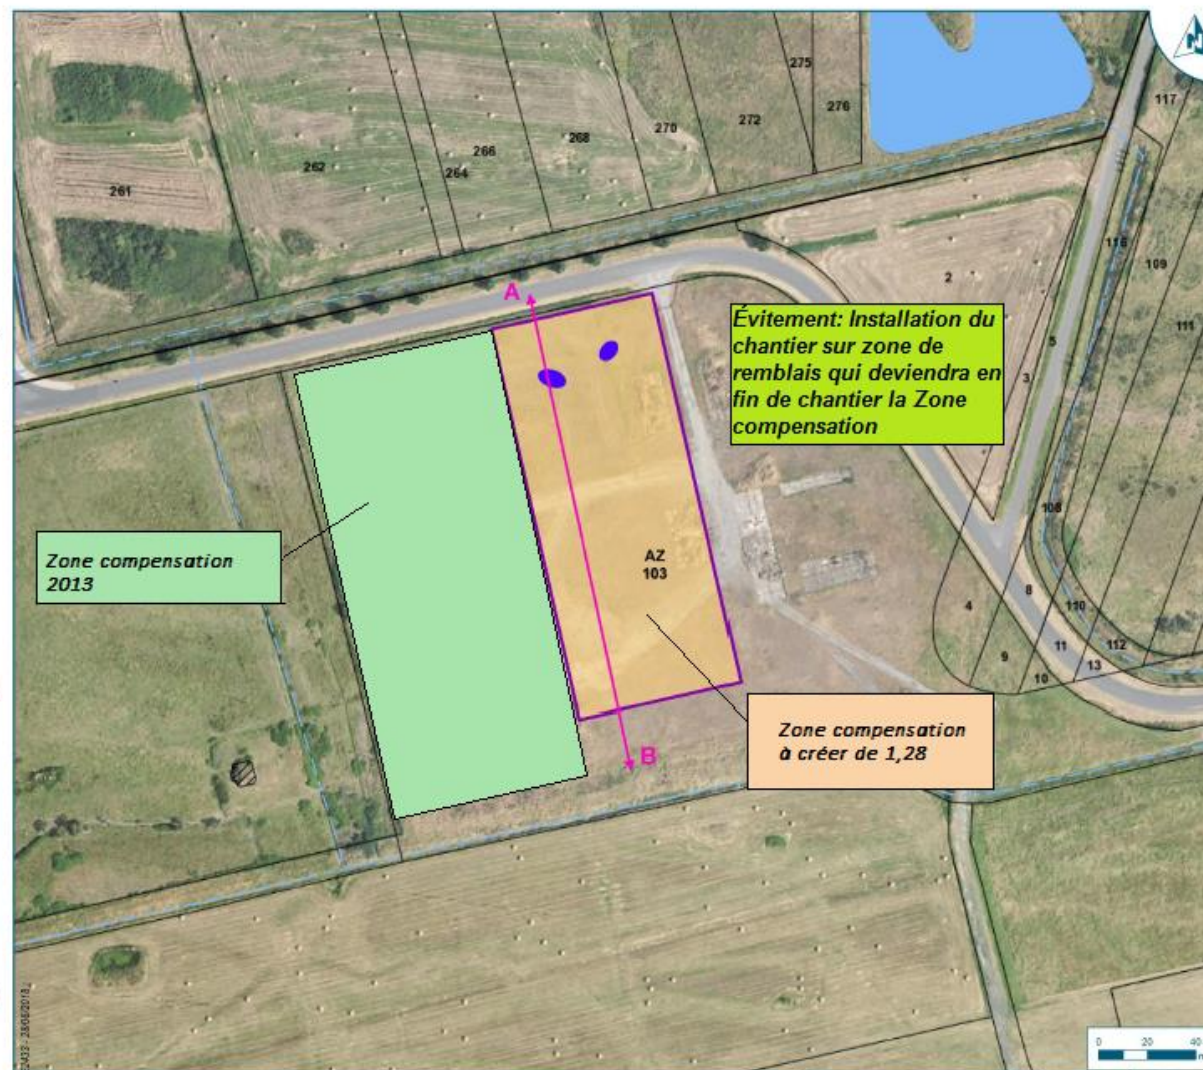 N
275
276
117
272
270
268
266
262
264
261
116
109
2
111
5
3
A
Évitement: Installation du
chantier sur zone de
remblais qui deviendra en
fin de chantier la Zone
compensation
108
Zone compensation
2013
AZ
103
4
8
110
11
112
9
13
10
Zone compensation
à créer de 1,28
B
0 20 40